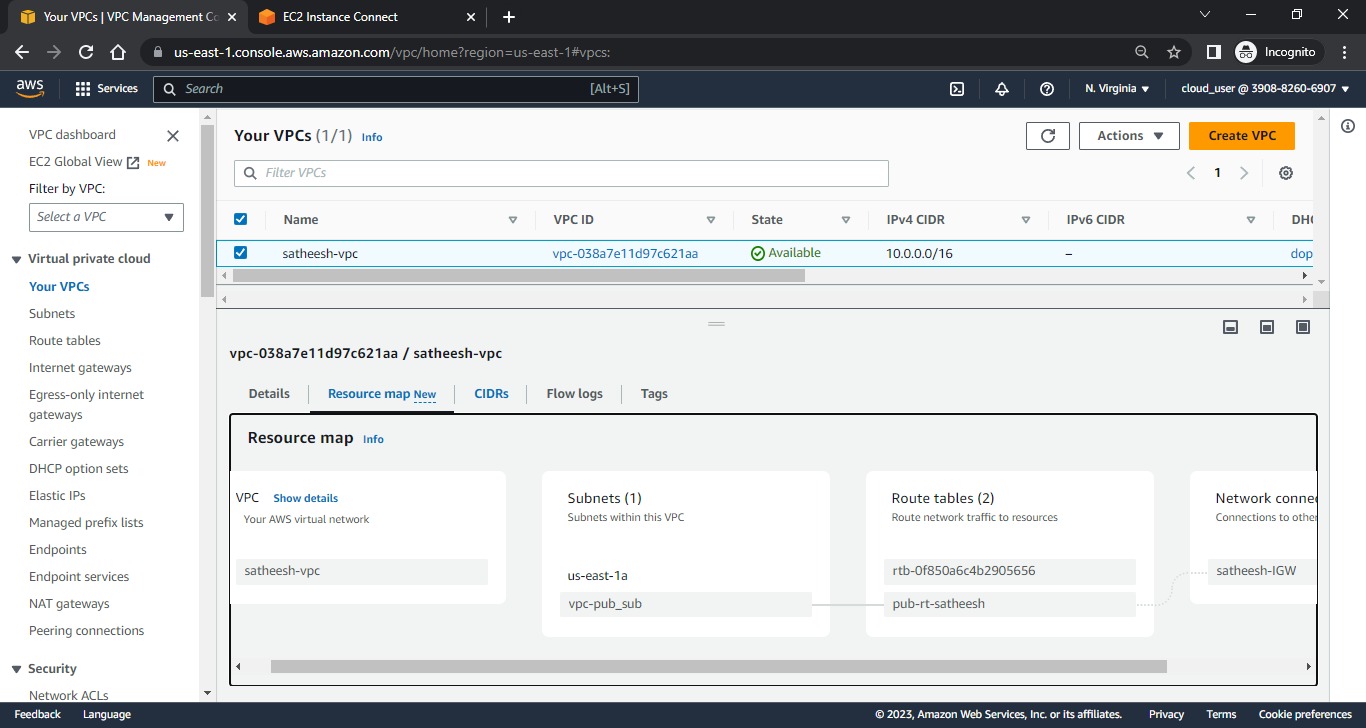 Your VPCs | VPC Management Co
EC2 Instance Connect
us-east-1.console.aws.amazon.com/vpc/home?region=us-east-1#vpcs:
Incognito
aws
Services
Search
[Alt+S]
N. Virginia
cloud_user @ 3908-8260-6907
VPC dashboard
EC2 Global View New
Filter by VPC:
Select a VPC
Virtual private cloud
Your VPCs
Subnets
Route tables
Internet gateways
Egress-only internet
gateways
Carrier gateways
DHCP option sets
Elastic IPs
Managed prefix lists
Endpoints
Endpoint services
NAT gateways
Peering connections
Security
Network ACLs
Your VPCs (1/1) Info
Actions
Create VPC
Filter VPCs
1
Name VPC ID State IPv4 CIDR IPv6 CIDR DHC
satheesh-vpc vpc-038a7e11d97c621aa Available 10.0.0.0/16 – dop
vpc-038a7e11d97c621aa / satheesh-vpc
Details Resource map New CIDRs Flow logs Tags
Resource map Info
VPC Show details
Your AWS virtual network
satheesh-vpc
Subnets (1)
Subnets within this VPC
us-east-1a
vpc-pub_sub
Route tables (2)
Route network traffic to resources
rtb-0f850a6c4b2905656
pub-rt-satheesh
Network conne
Connections to other
satheesh-IGW
Feedback Language © 2023, Amazon Web Services, Inc. or its affiliates. Privacy Terms Cookie preferences